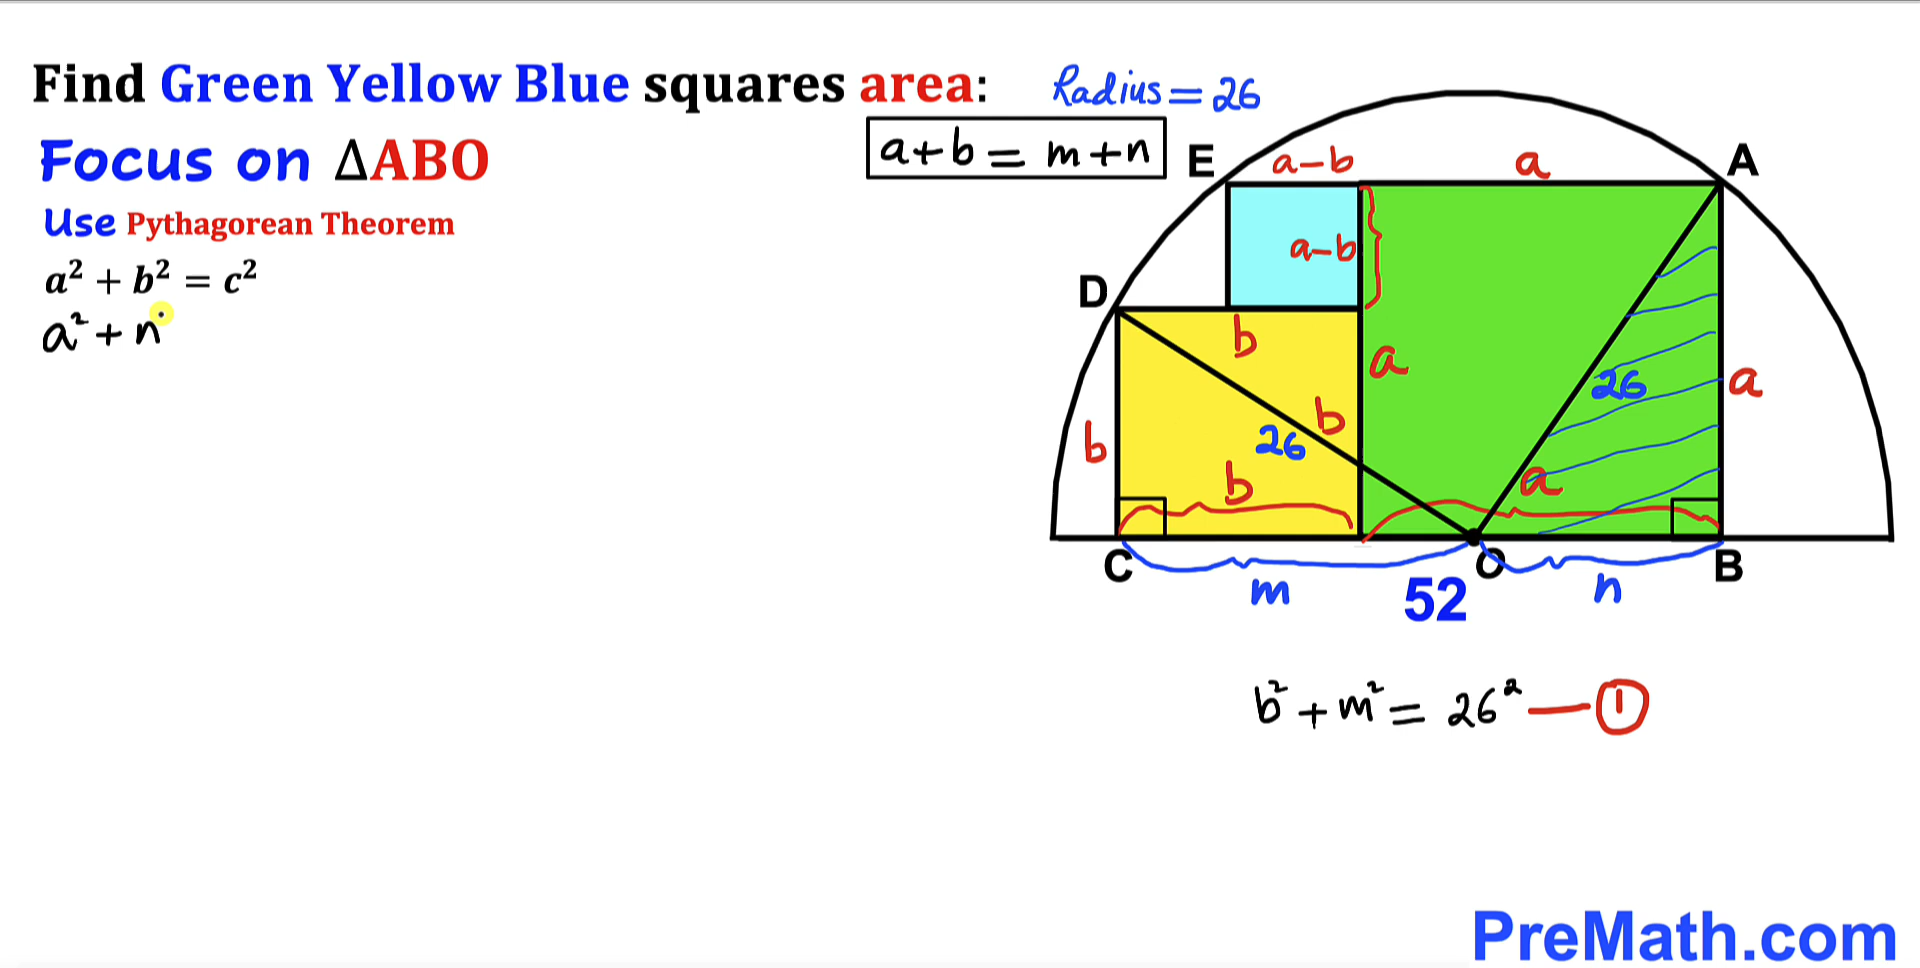 Find Green Yellow Blue squares area:
Radius = 26
Focus on ΔABO
a+b = m+n
Use Pythagorean Theorem
a² + b² = c²
a² + n
E
a-b
a
A
a-b
D
b
a
26
a
b
b
26
b
a
C
O
B
m
52
n
b² + m² = 26² — ①
PreMath.com